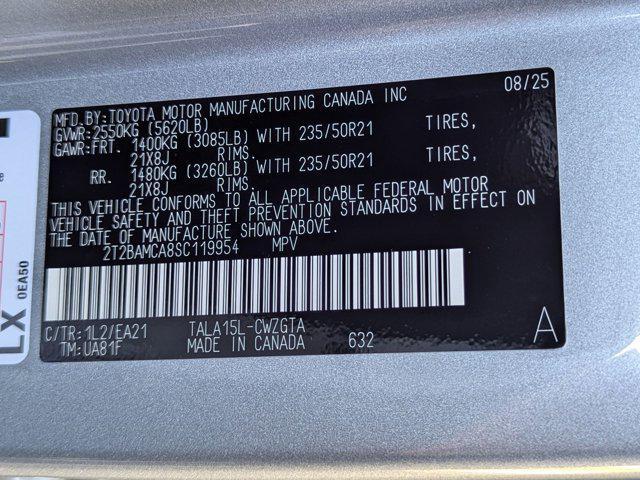 08/25
MFD.BY:TOYOTA MOTOR MANUFACTURING CANADA INC
GVWR:2550KG (5620LB)
GAWR:FRT. 1400KG (3085LB) WITH 235/50R21 TIRES,
21X8J RIMS.
RR. 1480KG (3260LB) WITH 235/50R21 TIRES,
21X8J RIMS.
THIS VEHICLE CONFORMS TO ALL APPLICABLE FEDERAL MOTOR
VEHICLE SAFETY AND THEFT PREVENTION STANDARDS IN EFFECT ON
THE DATE OF MANUFACTURE SHOWN ABOVE.
2T2BAMCA8SC119954 MPV
C/TR:1L2/EA21 TALA15L-CWZGTA A
TM:UA81F MADE IN CANADA 632
LX 0EA50